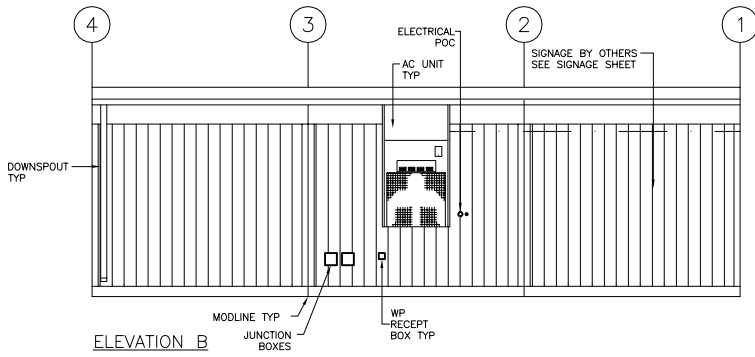 4
3
2
1
ELECTRICAL
POC
AC UNIT
TYP
SIGNAGE BY OTHERS
SEE SIGNAGE SHEET
DOWNSPOUT
TYP
MODLINE TYP
JUNCTION
BOXES
WP
RECEPT
BOX TYP
ELEVATION B